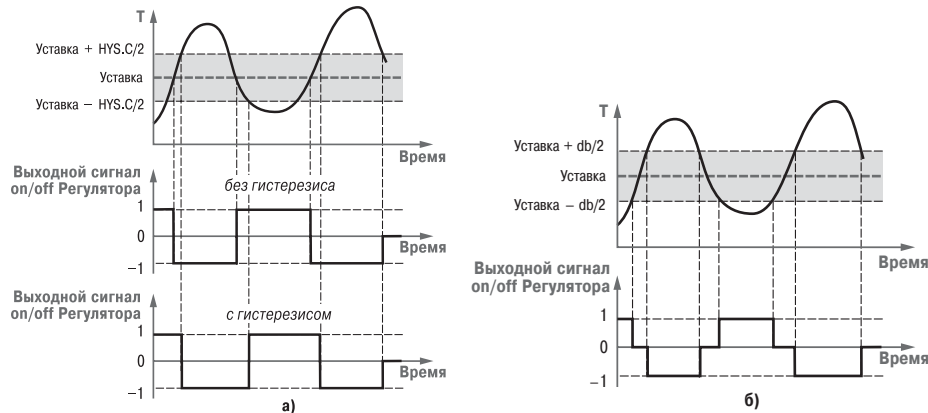 T
Уставка + HYS.C/2
Уставка
Уставка − HYS.C/2
Время
Выходной сигнал
on/off Регулятора
без гистерезиса
1
0
−1
Время
Выходной сигнал
on/off Регулятора
с гистерезисом
1
0
−1
Время
а)
T
Уставка + db/2
Уставка
Уставка − db/2
Время
Выходной сигнал
on/off Регулятора
1
0
−1
Время
б)